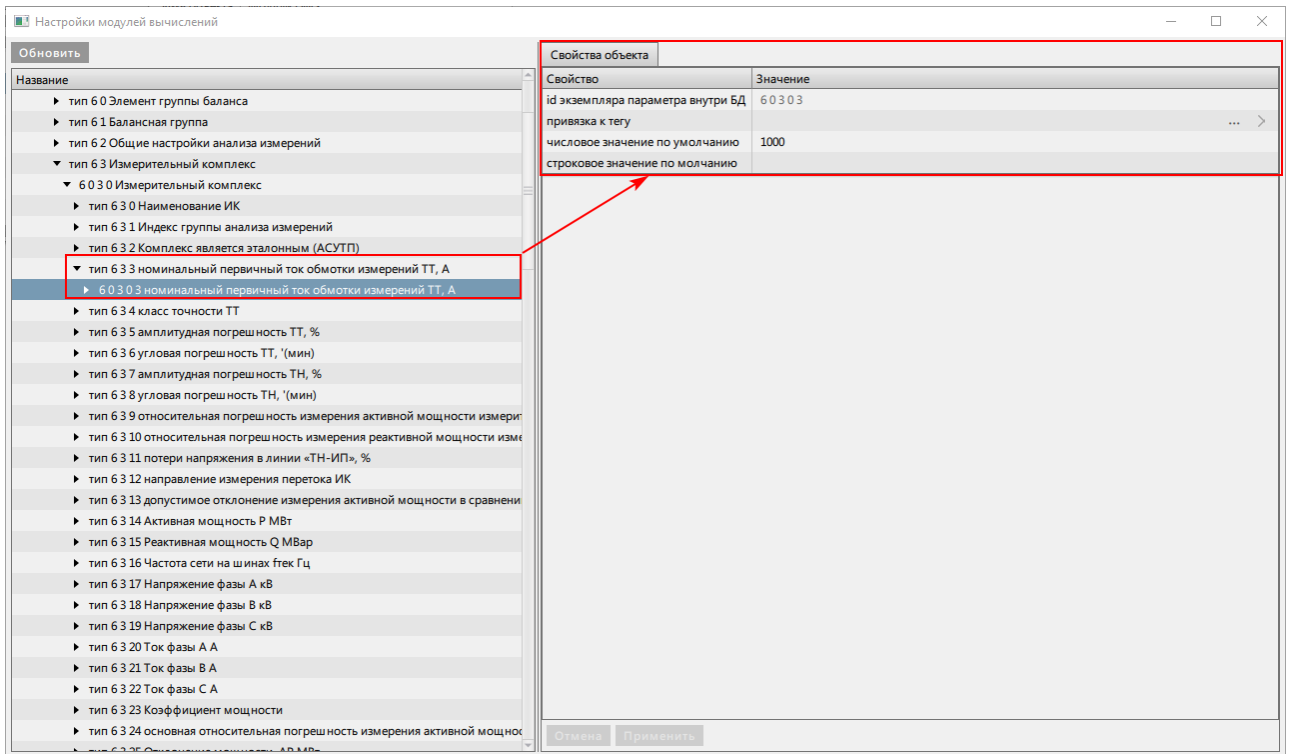 Настройки модулей вычислений
Обновить
Название
тип 6 0 Элемент группы баланса
тип 6 1 Балансная группа
тип 6 2 Общие настройки анализа измерений
тип 6 3 Измерительный комплекс
6 0 3 0 Измерительный комплекс
тип 6 3 0 Наименование ИК
тип 6 3 1 Индекс группы анализа измерений
тип 6 3 2 Комплекс является эталонным (АСУТП)
тип 6 3 3 номинальный первичный ток обмотки измерений ТТ, А
6 0 3 0 3 номинальный первичный ток обмотки измерений ТТ, А
тип 6 3 4 класс точности ТТ
тип 6 3 5 амплитудная погрешность ТТ, %
тип 6 3 6 угловая погрешность ТТ, '(мин)
тип 6 3 7 амплитудная погрешность ТН, %
тип 6 3 8 угловая погрешность ТН, '(мин)
тип 6 3 9 относительная погрешность измерения активной мощности измерит
тип 6 3 10 относительная погрешность измерения реактивной мощности изме
тип 6 3 11 потери напряжения в линии «ТН-ИП», %
тип 6 3 12 направление измерения перетока ИК
тип 6 3 13 допустимое отклонение измерения активной мощности в сравнени
тип 6 3 14 Активная мощность P МВт
тип 6 3 15 Реактивная мощность Q МВар
тип 6 3 16 Частота сети на шинах fтек Гц
тип 6 3 17 Напряжение фазы А кВ
тип 6 3 18 Напряжение фазы В кВ
тип 6 3 19 Напряжение фазы С кВ
тип 6 3 20 Ток фазы А А
тип 6 3 21 Ток фазы В А
тип 6 3 22 Ток фазы С А
тип 6 3 23 Коэффициент мощности
тип 6 3 24 основная относительная погрешность измерения активной мощнос
Свойства объекта
Свойство Значение
id экземпляра параметра внутри БД 6 0 3 0 3
привязка к тегу ... >
числовое значение по умолчанию 1000
строковое значение по молчанию
Отмена Применить